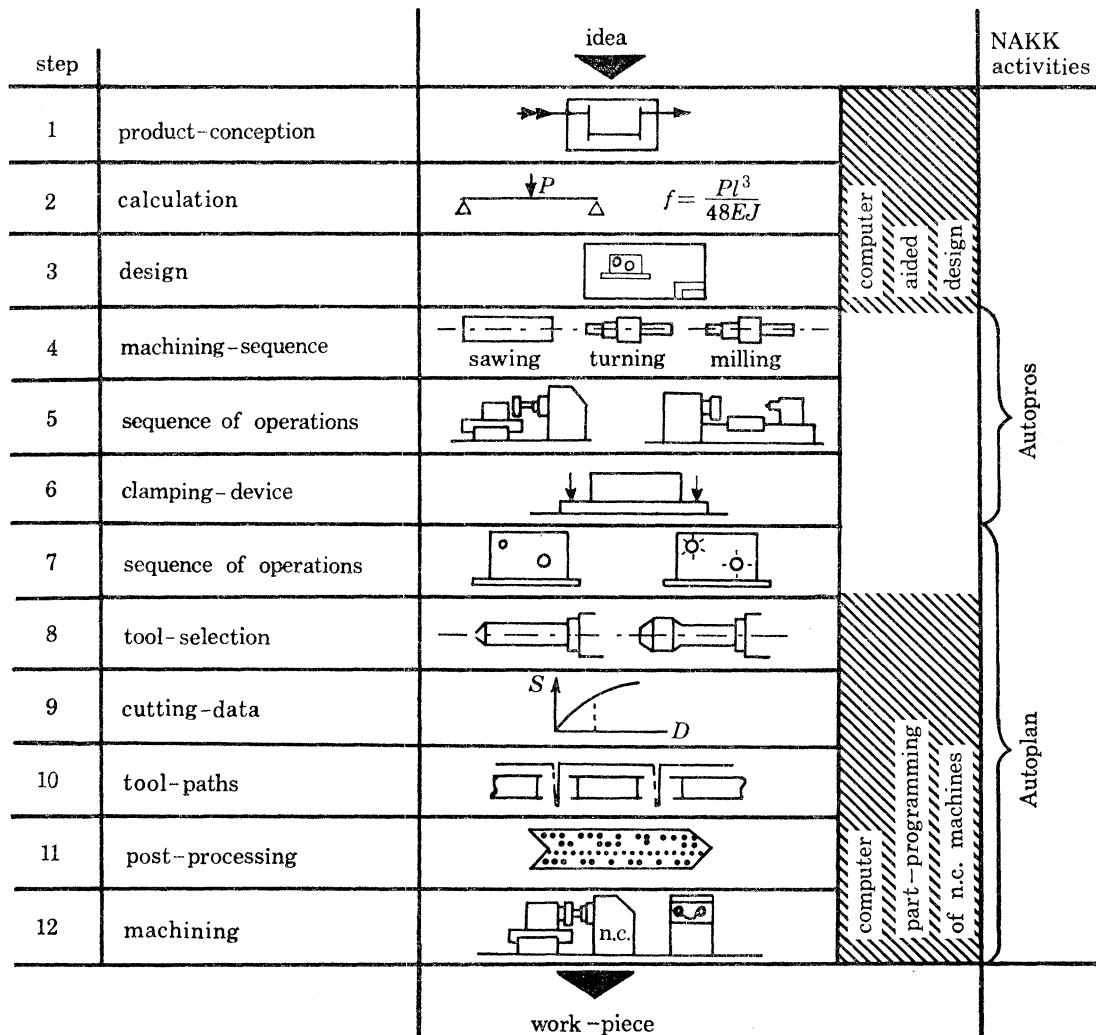 idea
NAKK
activities
step
1 product-conception
2 calculation P f = Pl³/48EJ
3 design
computer
aided
design
4 machining-sequence
sawing turning milling
5 sequence of operations
Autopros
6 clamping-device
7 sequence of operations
8 tool-selection
9 cutting-data S D
10 tool-paths
11 post-processing
12 machining n.c.
computer
part-programming
of n.c. machines
Autoplan
work-piece